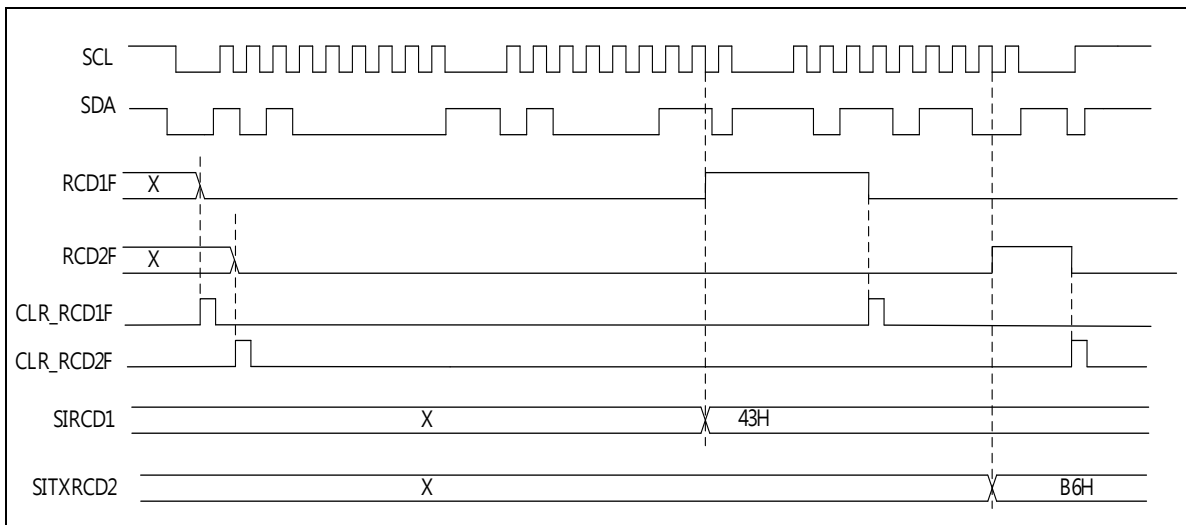 SCL
SDA
RCD1F X
RCD2F X
CLR_RCD1F
CLR_RCD2F
SIRCD1 X 43H
SITXRCD2 X B6H